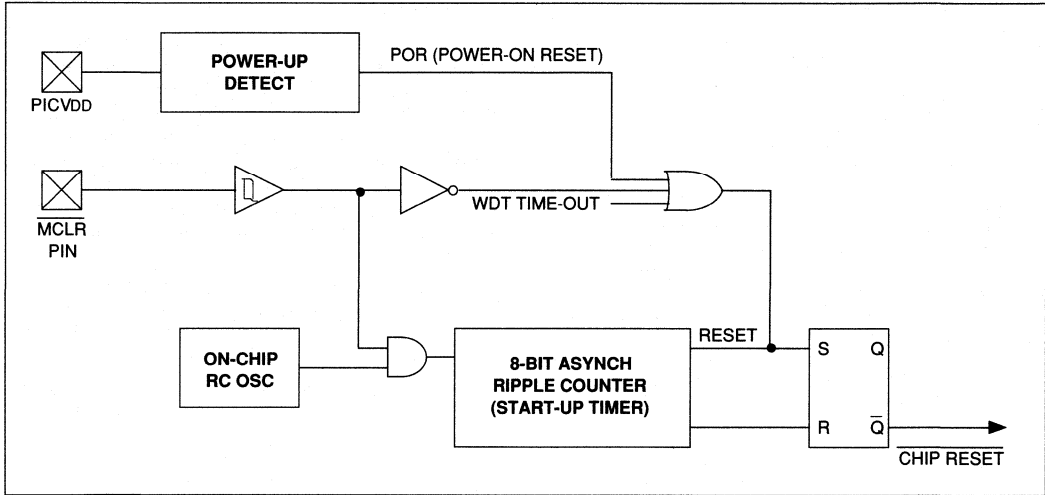 POWER-UP
DETECT
POR (POWER-ON RESET)
PICVDD
MCLR
PIN
WDT TIME-OUT
ON-CHIP
RC OSC
8-BIT ASYNCH
RIPPLE COUNTER
(START-UP TIMER)
RESET
S Q
R Q̅
CHIP RESET